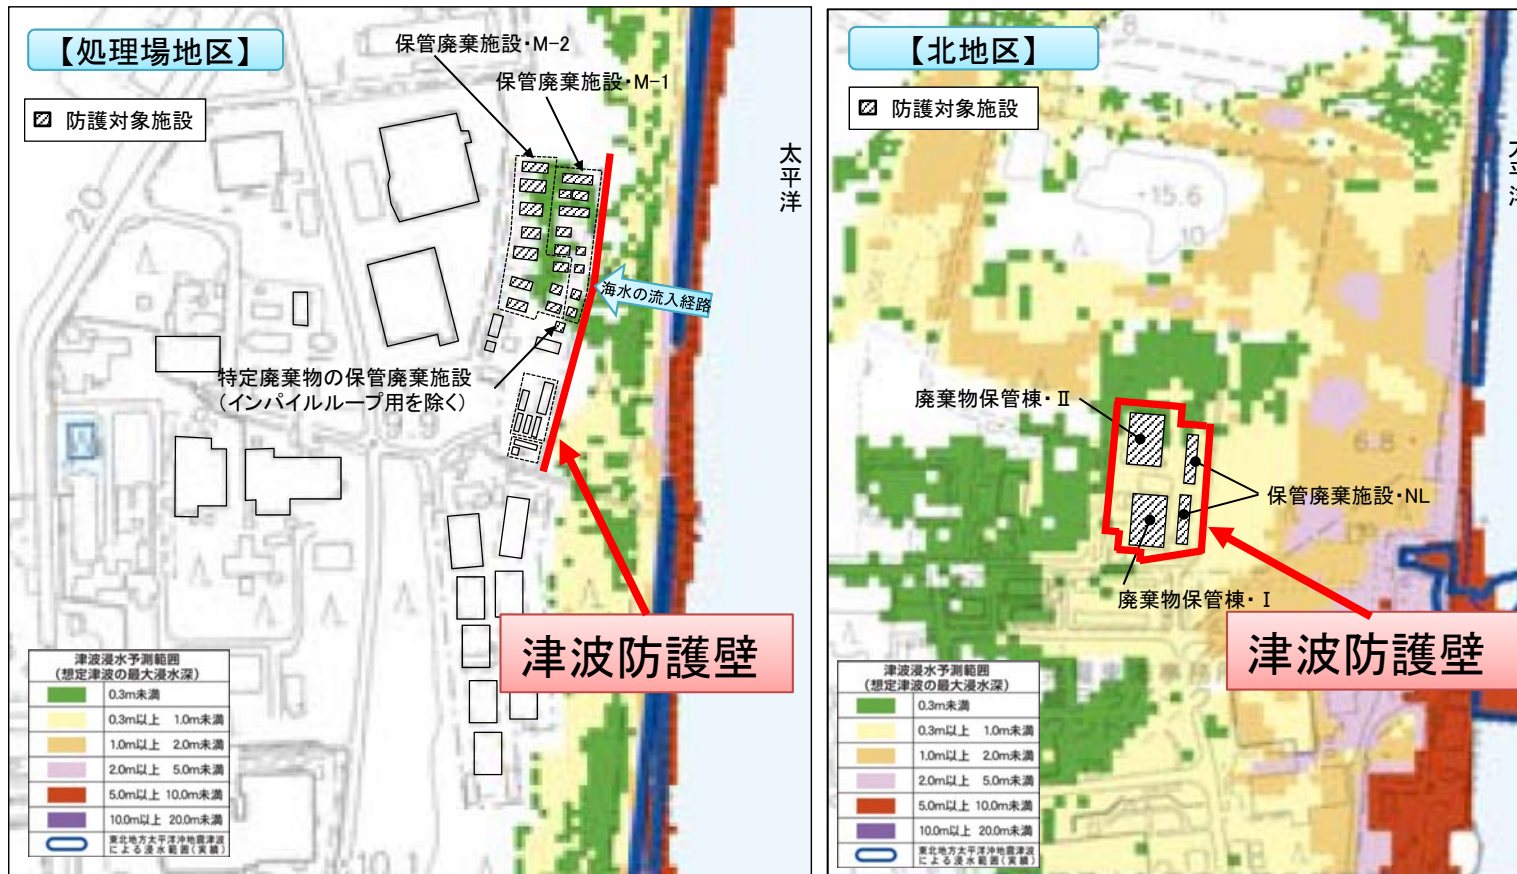 【処理場地区】
防護対象施設
保管廃棄施設・M-2
保管廃棄施設・M-1
太平洋
海水の流入経路
特定廃棄物の保管廃棄施設
（インパイルループ用を除く）
津波防護壁
津波浸水予測範囲
（想定津波の最大浸水深）
0.3m未満
0.3m以上 1.0m未満
1.0m以上 2.0m未満
2.0m以上 5.0m未満
5.0m以上 10.0m未満
10.0m以上 20.0m未満
東北地方太平洋沖地震津波
による浸水範囲（実績）
10.1
【北地区】
防護対象施設
太平洋
15.6
10
6.8
廃棄物保管棟・Ⅱ
保管廃棄施設・NL
廃棄物保管棟・Ⅰ
津波防護壁
津波浸水予測範囲
（想定津波の最大浸水深）
0.3m未満
0.3m以上 1.0m未満
1.0m以上 2.0m未満
2.0m以上 5.0m未満
5.0m以上 10.0m未満
10.0m以上 20.0m未満
東北地方太平洋沖地震津波
による浸水範囲（実績）